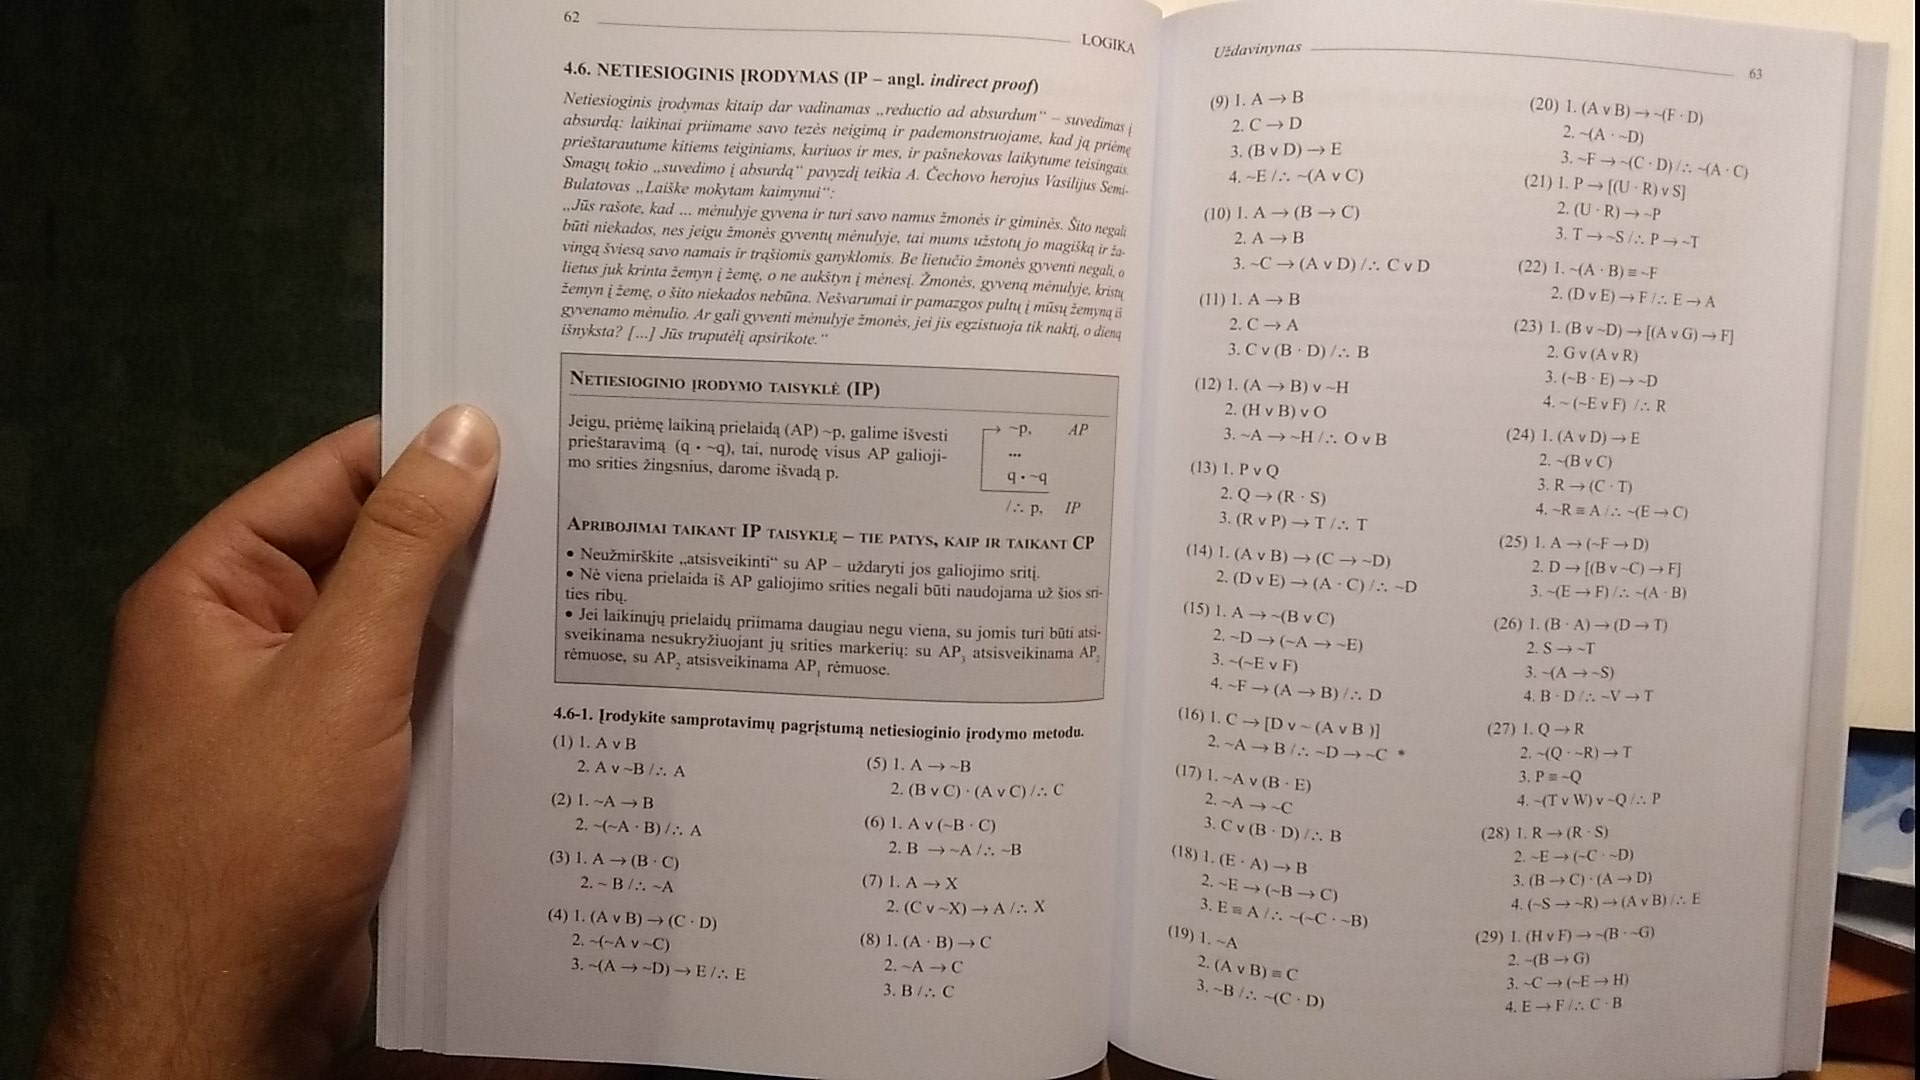 62
LOGIKA
4.6. NETIESIOGINIS ĮRODYMAS (IP – angl. indirect proof)
Netiesioginis įrodymas kitaip dar vadinamas „reductio ad absurdum“ – suvedimas į
absurdą: laikinai priimame savo tezės neigimą ir pademonstruojame, kad ją priėmę
prieštarautume kitiems teiginiams, kuriuos ir mes, ir pašnekovas laikytume teisingais.
Smagų tokio „suvedimo į absurdą“ pavyzdį teikia A. Čechovo herojus Vasilijus Semi-
Bulatovas „Laiške mokytam kaimynui“:
„Jūs rašote, kad ... mėnulyje gyvena ir turi savo namus žmonės ir giminės. Šito negali
būti niekados, nes jeigu žmonės gyventų mėnulyje, tai mums užstotų jo magišką ir ža-
vingą šviesą savo namais ir trąšiomis ganyklomis. Be lietučio žmonės gyventi negali, o
lietus juk krinta žemyn į žemę, o ne aukštyn į mėnesį. Žmonės, gyveną mėnulyje, kristų
žemyn į žemę, o šito niekados nebūna. Nešvarumai ir pamazgos pultų į mūsų žemyną iš
gyvenamo mėnulio. Ar gali gyventi mėnulyje žmonės, jei jis egzistuoja tik naktį, o dieną
išnyksta? [...] Jūs truputėlį apsirikote.“
NETIESIOGINIO ĮRODYMO TAISYKLĖ (IP)
Jeigu, priėmę laikiną prielaidą (AP) ~p, galime išvesti
prieštaravimą (q · ~q), tai, nurodę visus AP galioji-
mo srities žingsnius, darome išvadą p.
~p, AP
...
q · ~q
/∴ p, IP
APRIBOJIMAI TAIKANT IP TAISYKLĘ – TIE PATYS, KAIP IR TAIKANT CP
• Neužmirškite „atsisveikinti“ su AP – uždaryti jos galiojimo sritį.
• Nė viena prielaida iš AP galiojimo srities negali būti naudojama už šios sri-
ties ribų.
• Jei laikinųjų prielaidų priimama daugiau negu viena, su jomis turi būti atsi-
sveikinama nesukryžiuojant jų srities markerių: su AP₃ atsisveikinama AP₂
rėmuose, su AP₂ atsisveikinama AP₁ rėmuose.
4.6-1. Įrodykite samprotavimų pagrįstumą netiesioginio įrodymo metodu.
(1) 1. A v B
2. A v ~B /∴ A
(2) 1. ~A → B
2. ~(~A · B) /∴ A
(3) 1. A → (B · C)
2. ~ B /∴ ~A
(4) 1. (A v B) → (C · D)
2. ~(~A v ~C)
3. ~(A → ~D) → E /∴ E
(5) 1. A → ~B
2. (B v C) · (A v C) /∴ C
(6) 1. A v (~B · C)
2. B → ~A /∴ ~B
(7) 1. A → X
2. (C v ~X) → A /∴ X
(8) 1. (A · B) → C
2. ~A → C
3. B /∴ C
Uždavinynas
63
(9) 1. A → B
2. C → D
3. (B v D) → E
4. ~E /∴ ~(A v C)
(10) 1. A → (B → C)
2. A → B
3. ~C → (A v D) /∴ C v D
(11) 1. A → B
2. C → A
3. C v (B · D) /∴ B
(12) 1. (A → B) v ~H
2. (H v B) v O
3. ~A → ~H /∴ O v B
(13) 1. P v Q
2. Q → (R · S)
3. (R v P) → T /∴ T
(14) 1. (A v B) → (C → ~D)
2. (D v E) → (A · C) /∴ ~D
(15) 1. A → ~(B v C)
2. ~D → (~A → ~E)
3. ~(~E v F)
4. ~F → (A → B) /∴ D
(16) 1. C → [D v ~ (A v B )]
2. ~A → B /∴ ~D → ~C *
(17) 1. ~A v (B · E)
2. ~A → ~C
3. C v (B · D) /∴ B
(18) 1. (E · A) → B
2. ~E → (~B → C)
3. E ≡ A /∴ ~(~C · ~B)
(19) 1. ~A
2. (A v B) ≡ C
3. ~B /∴ ~(C · D)
(20) 1. (A v B) → ~(F · D)
2. ~(A · ~D)
3. ~F → ~(C · D) /∴ ~(A · C)
(21) 1. P → [(U · R) v S]
2. (U · R) → ~P
3. T → ~S /∴ P → ~T
(22) 1. ~(A · B) ≡ ~F
2. (D v E) → F /∴ E → A
(23) 1. (B v ~D) → [(A v G) → F]
2. G v (A v R)
3. (~B · E) → ~D
4. ~ (~E v F) /∴ R
(24) 1. (A v D) → E
2. ~(B v C)
3. R → (C · T)
4. ~R ≡ A /∴ ~(E → C)
(25) 1. A → (~F → D)
2. D → [(B v ~C) → F]
3. ~(E → F) /∴ ~(A · B)
(26) 1. (B · A) → (D → T)
2. S → ~T
3. ~(A → ~S)
4. B · D /∴ ~V → T
(27) 1. Q → R
2. ~(Q · ~R) → T
3. P ≡ ~Q
4. ~(T v W) v ~Q /∴ P
(28) 1. R → (R · S)
2. ~E → (~C · ~D)
3. (B → C) · (A → D)
4. (~S → ~R) → (A v B) /∴ E
(29) 1. (H v F) → ~(B · ~G)
2. ~(B → G)
3. ~C → (~E → H)
4. E → F /∴ C · B